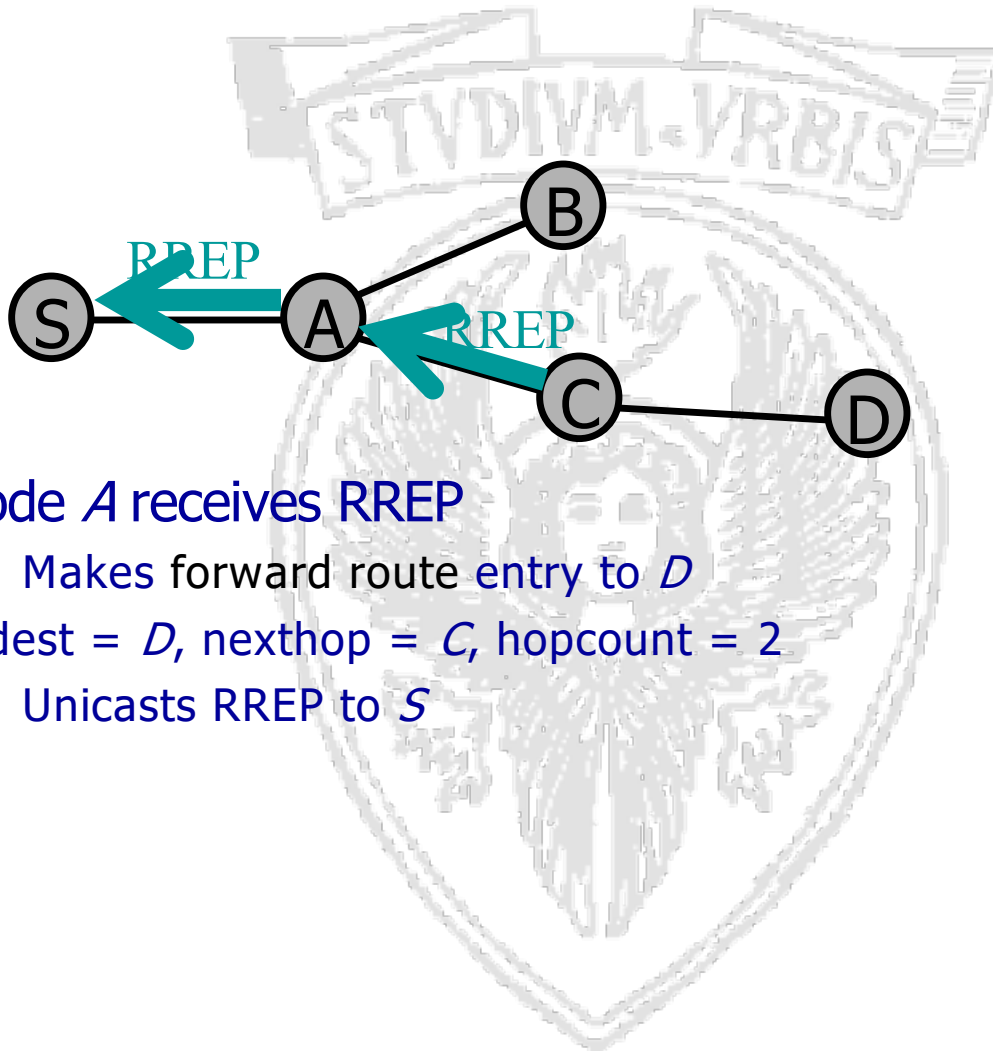 STVDIVM·VRBIS
B
RREP
S
A
RREP
C
D
ode A receives RREP
Makes forward route entry to D
dest = D, nexthop = C, hopcount = 2
Unicasts RREP to S